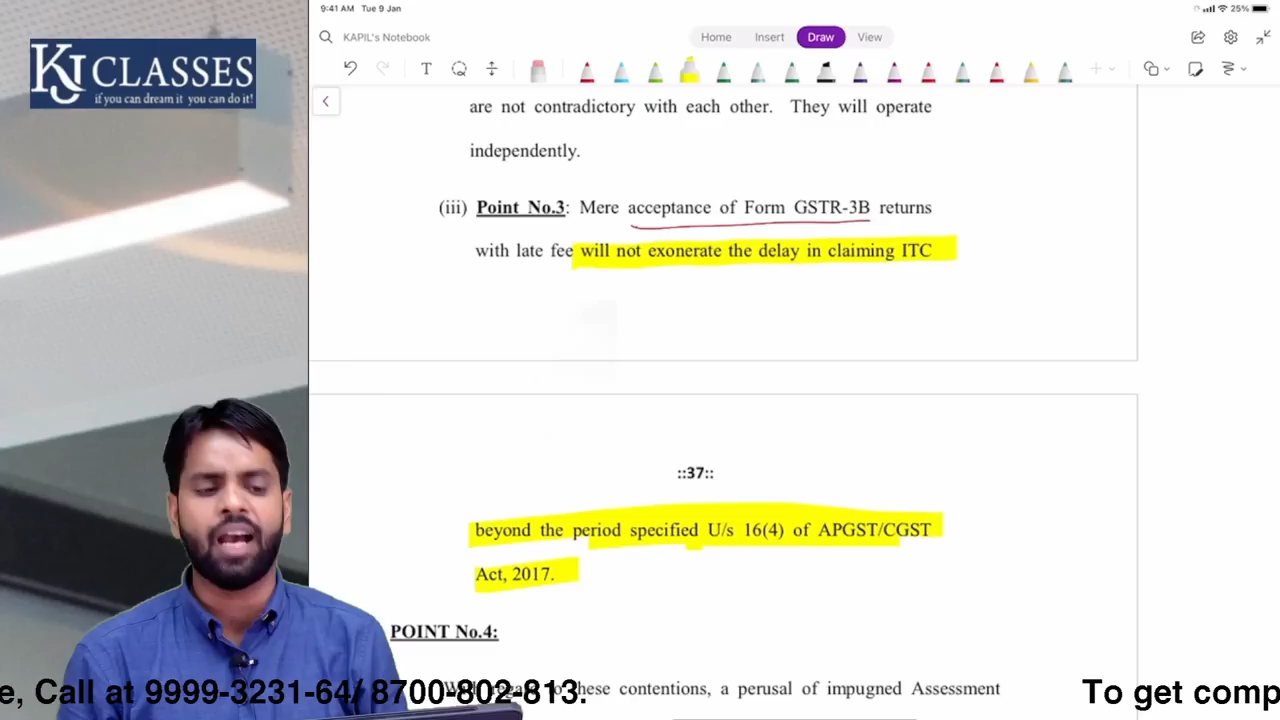 9:41 AM Tue 9 Jan
25%
KAPIL's Notebook
Home Insert Draw View
KJ CLASSES
if you can dream it you can do it!
T
are not contradictory with each other. They will operate
independently.
(iii) Point No.3: Mere acceptance of Form GSTR-3B returns
with late fee will not exonerate the delay in claiming ITC
::37::
beyond the period specified U/s 16(4) of APGST/CGST
Act, 2017.
POINT No.4:
these contentions, a perusal of impugned Assessment
e, Call at 9999-3231-64/ 8700-802-813.
To get comp